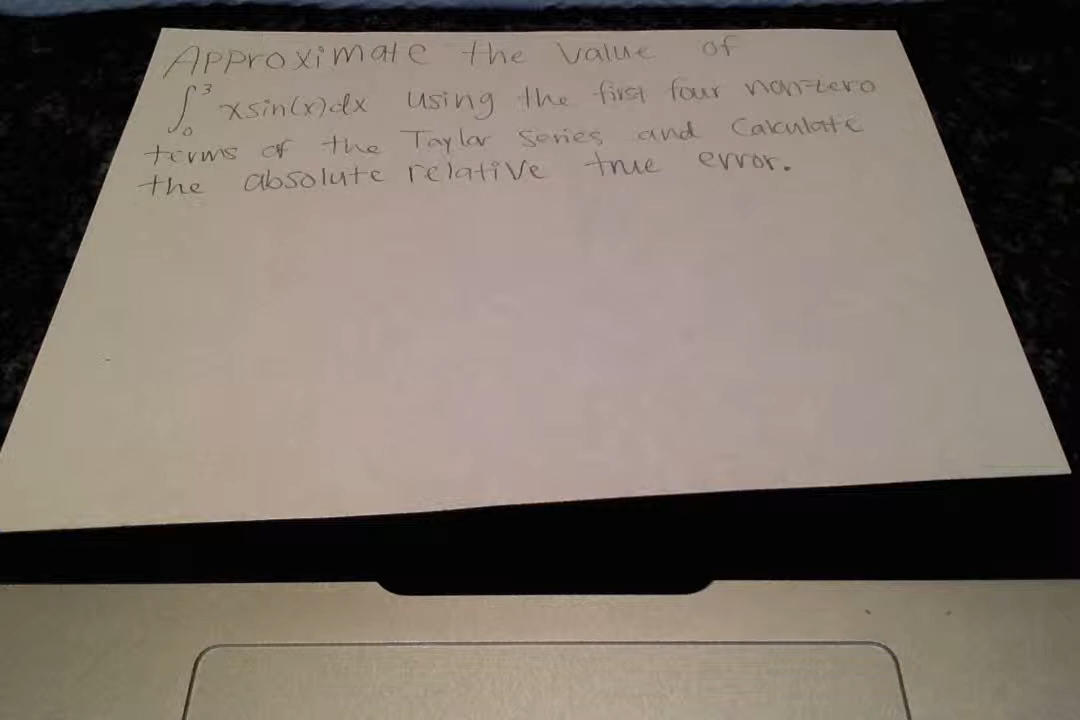 Approximate the value of
∫₀³ xsin(x)dx using the first four non-zero
terms of the Taylor Series and Calculate
the absolute relative true error.